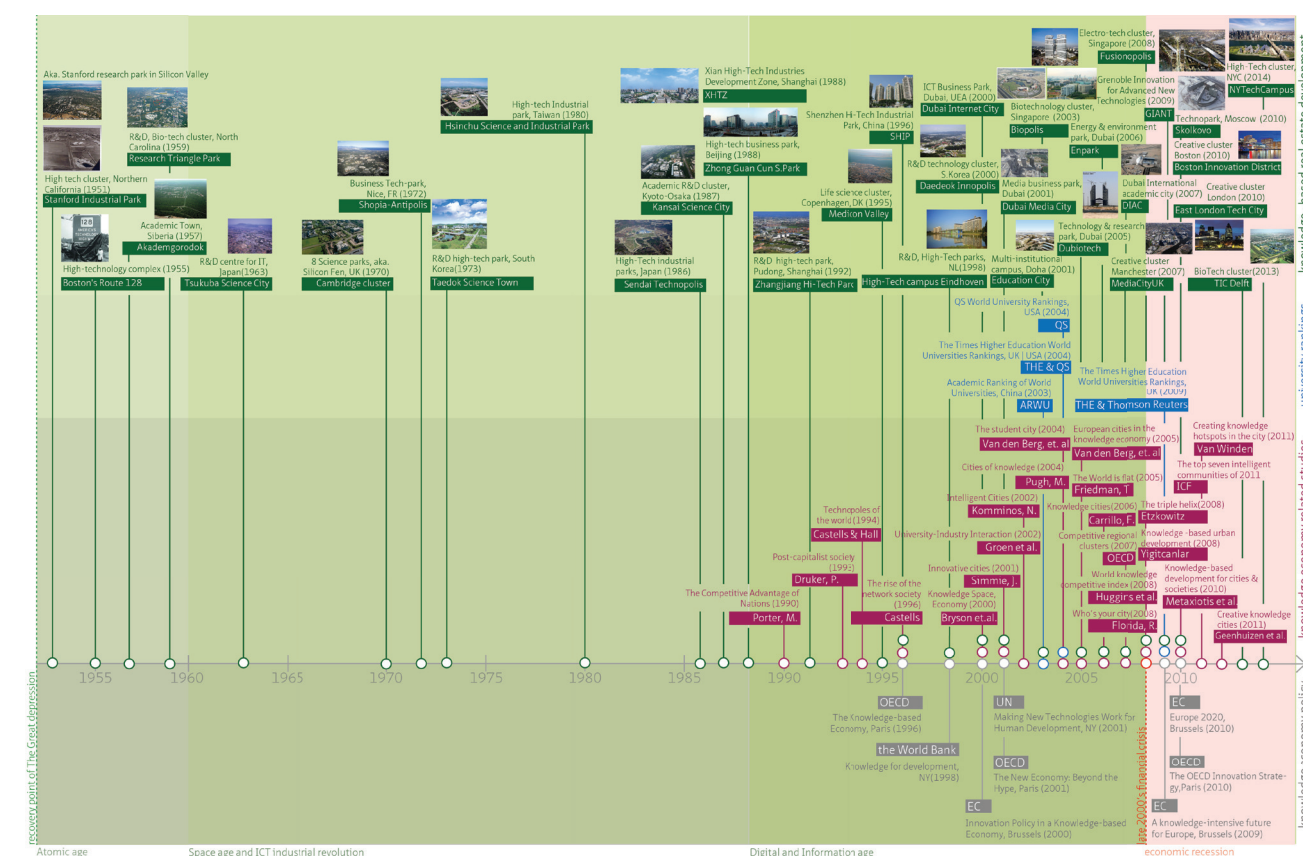 Aka. Stanford research park in Silicon Valley
High tech cluster, Northern
California (1951)
Stanford Industrial Park
R&D, Bio-tech cluster, North
Carolina (1959)
Research Triangle Park
Academic Town,
Siberia (1957)
Akademgorodok
High-technology complex (1955)
Boston's Route 128
128
R&D centre for IT,
Japan(1963)
Tsukuba Science City
8 Science parks, aka.
Silicon Fen, UK (1970)
Cambridge cluster
Business Tech-park,
Nice, FR (1972)
Shopia-Antipolis
High-tech Industrial
park, Taiwan (1980)
Hsinchu Science and Industrial Park
R&D high-tech park, South
Korea(1973)
Taedok Science Town
Xian High-Tech Industries
Development Zone, Shanghai (1988)
XHTZ
High-tech business park,
Beijing (1988)
Zhong Guan Cun S.Park
Academic R&D cluster,
Kyoto-Osaka (1987)
Kansai Science City
High-Tech industrial
parks, Japan (1986)
Sendai Technopolis
R&D high-tech park,
Pudong, Shanghai (1992)
Zhangjiang Hi-Tech Parc
Shenzhen Hi-Tech Industrial
Park, China (1996)
SHIP
Life science cluster,
Copenhagen,DK (1995)
Medicon Valley
R&D, High-Tech parks,
NL(1998)
High-Tech campus Eindhoven
ICT Business Park,
Dubai, UEA (2000)
Dubai Internet City
R&D technology cluster,
S.Korea (2000)
Daedeok Innopolis
Biotechnology cluster,
Singapore (2003)
Biopolis
Media business park,
Dubai (2001)
Dubai Media City
Multi-institutional
campus, Doha (2001)
Education City
Electro-tech cluster,
Singapore (2008)
Fusionopolis
Grenoble Innovation
for Advanced New
Technologies (2009)
GIANT
Energy & environment
park, Dubai (2006)
Enpark
Dubai International
academic city (2007)
DIAC
Technology & research
park, Dubai (2005)
Dubiotech
Creative cluster
Manchester (2007)
MediaCityUK
High-Tech cluster,
NYC (2014)
NYTechCampus
Technopark, Moscow (2010)
Skolkovo
Creative cluster
Boston (2010)
Boston Innovation District
Creative cluster
London (2010)
East London Tech City
BioTech cluster(2013)
TIC Delft
QS World University Rankings,
USA (2004)
QS
The Times Higher Education World
Universities Rankings, UK | USA (2004)
THE & QS
Academic Ranking of World
Universities, China (2003)
ARWU
The Times Higher Education
World Universities Rankings,
UK (2009)
THE & Thomson Reuters
The student city (2004)
Van den Berg, et. al
European cities in the
knowledge economy (2005)
Van den Berg, et. al
Creating knowledge
hotspots in the city (2011)
Van Winden
Cities of knowledge (2004)
Pugh, M.
The World is flat (2005)
Friedman, T
The top seven intelligent
communities of 2011
ICF
Intelligent Cities (2002)
Komminos, N.
Knowledge cities(2006)
Carrillo, F.
The triple helix(2008)
Etzkowitz
Technopoles of
the world (1994)
Castells & Hall
University-Industry Interaction (2002)
Groen et al.
Competitive regional
clusters (2007)
OECD
Knowledge -based urban
development (2008)
Yigitcanlar
Post-capitalist society
(1993)
Druker, P.
Innovative cities (2001)
Simmie, J.
World knowledge
competitive index (2008)
Huggins et al.
Knowledge-based
development for cities &
societies (2010)
Metaxiotis et al.
The Competitive Advantage of
Nations (1990)
Porter, M.
The rise of the
network society
(1996)
Castells
Knowledge Space,
Economy (2000)
Bryson et.al.
Who's your city(2008)
Florida, R.
Creative knowledge
cities (2011)
Geenhuizen et al.
1955
1960
1965
1970
1975
1980
1985
1990
1995
2000
2005
2010
OECD
The Knowledge-based
Economy, Paris (1996)
the World Bank
Knowledge for development,
NY(1998)
EC
Innovation Policy in a Knowledge-based
Economy, Brussels (2000)
UN
Making New Technologies Work for
Human Development, NY (2001)
OECD
The New Economy: Beyond the
Hype, Paris (2001)
EC
Europe 2020,
Brussels (2010)
OECD
The OECD Innovation Strate-
gy,Paris (2010)
EC
A knowledge-intensive future
for Europe, Brussels (2009)
recovery point of The Great depression
late 2000's financial crisis
Atomic age
Space age and ICT industrial revolution
Digital and Information age
economic recession